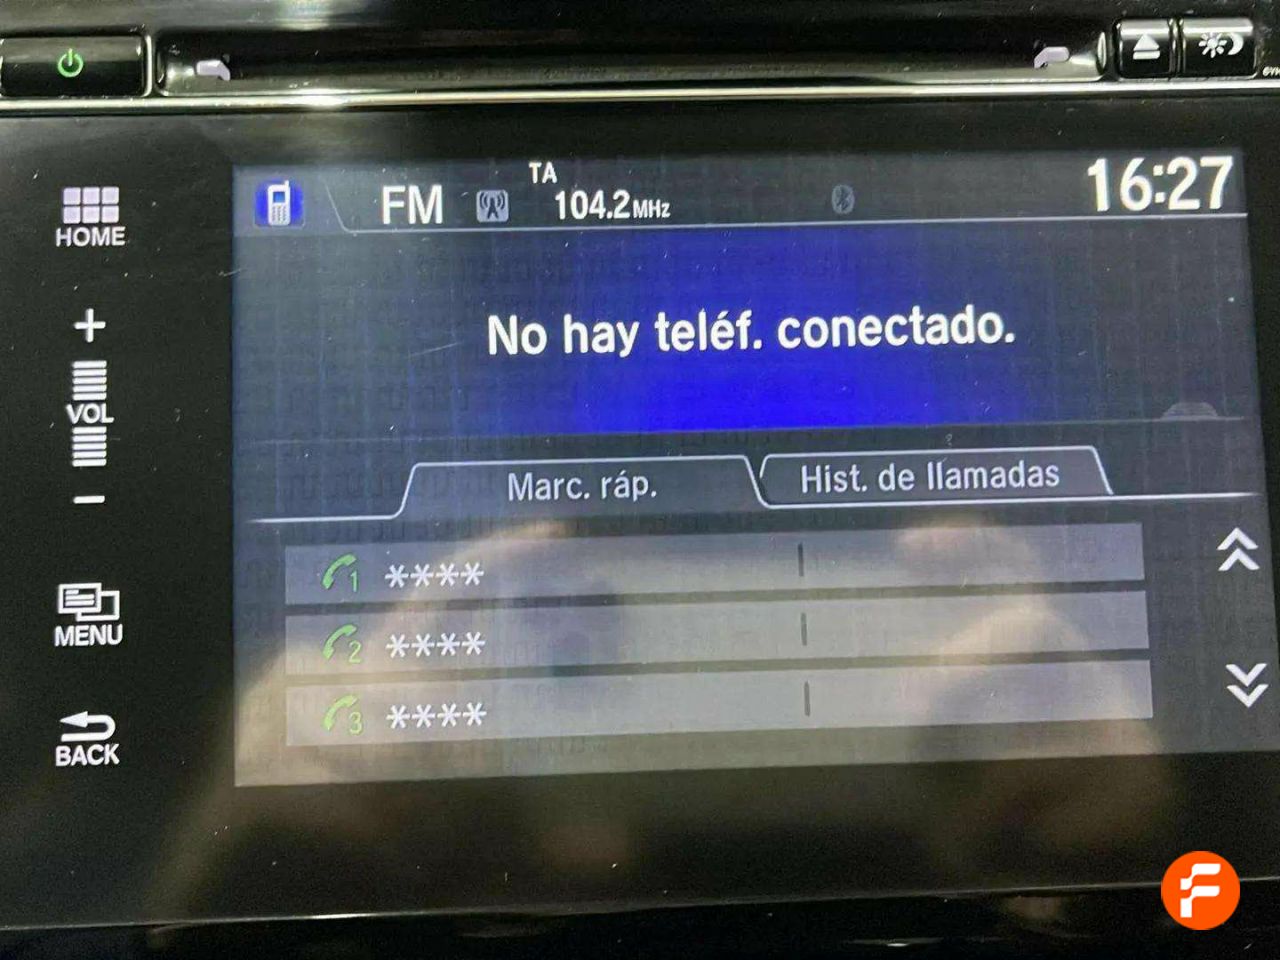 TA
FM 104.2MHz 16:27
HOME
No hay teléf. conectado.
+
VOL
−
Marc. ráp. Hist. de llamadas
1 ****
2 ****
3 ****
MENU
BACK
F